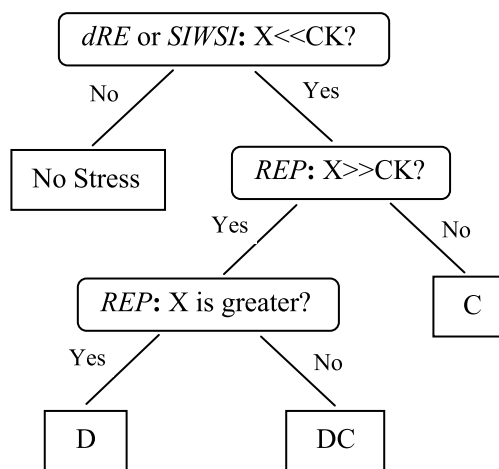 dRE or SIWSI: X<<CK?
No
Yes
No Stress
REP: X>>CK?
Yes
No
REP: X is greater?
C
Yes
No
D
DC